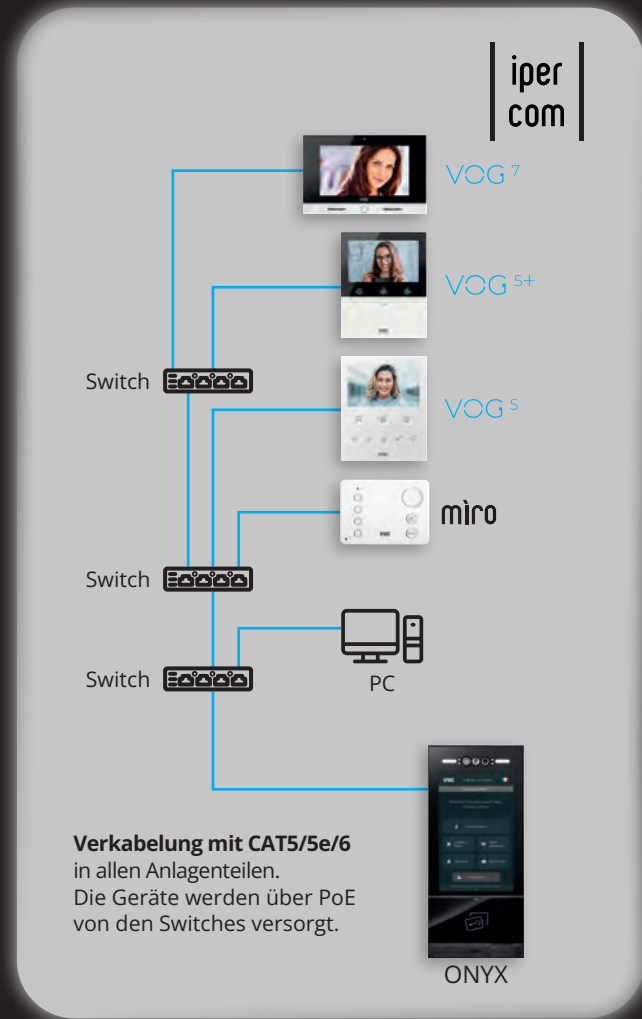 iper
com
VOG 7
VOG 5+
Switch
VOG 5
mìro
Switch
PC
Switch
Verkabelung mit CAT5/5e/6
in allen Anlagenteilen.
Die Geräte werden über PoE
von den Switches versorgt.
ONYX